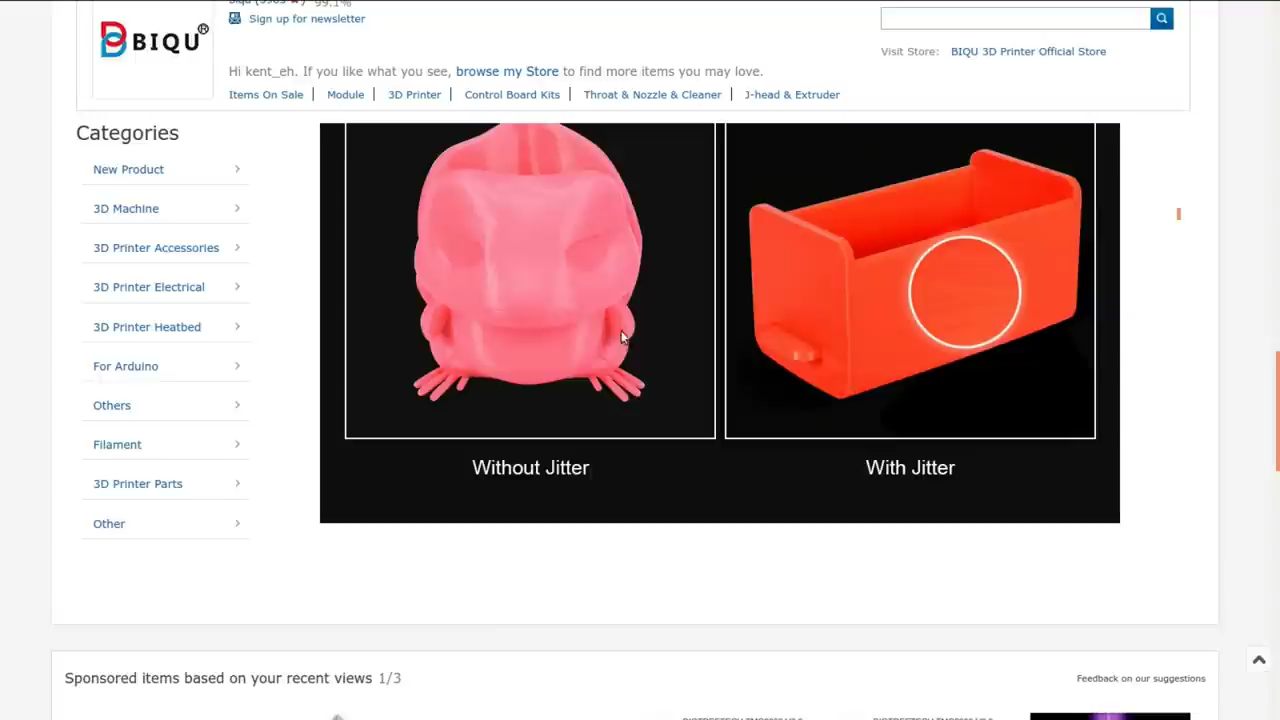 BIQU®
99.1%
Sign up for newsletter
Visit Store: BIQU 3D Printer Official Store
Hi kent_eh. If you like what you see, browse my Store to find more items you may love.
Items On Sale | Module | 3D Printer | Control Board Kits | Throat & Nozzle & Cleaner | J-head & Extruder
Categories
New Product
3D Machine
3D Printer Accessories
3D Printer Electrical
3D Printer Heatbed
For Arduino
Others
Filament
3D Printer Parts
Other
Without Jitter
With Jitter
Sponsored items based on your recent views 1/3
Feedback on our suggestions